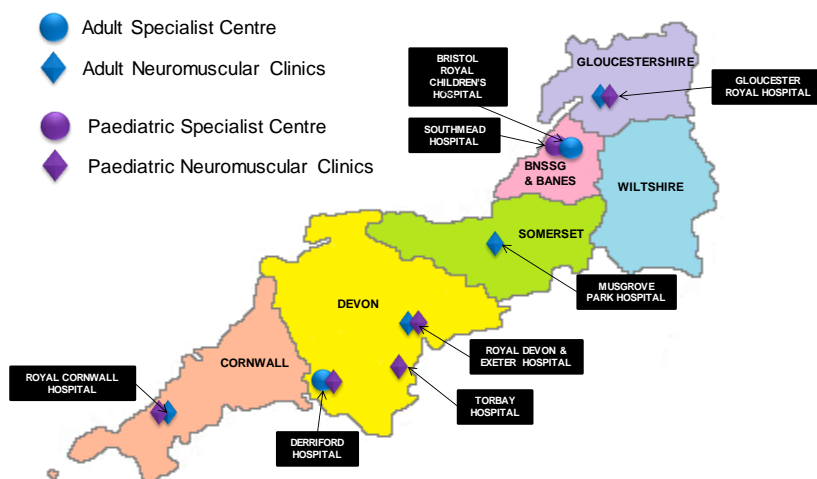 Adult Specialist Centre
Adult Neuromuscular Clinics
Paediatric Specialist Centre
Paediatric Neuromuscular Clinics
BRISTOL
ROYAL
CHILDREN'S
HOSPITAL
SOUTHMEAD
HOSPITAL
GLOUCESTERSHIRE
GLOUCESTER
ROYAL HOSPITAL
BNSSG
& BANES
WILTSHIRE
SOMERSET
MUSGROVE
PARK HOSPITAL
DEVON
ROYAL DEVON &
EXETER HOSPITAL
CORNWALL
ROYAL CORNWALL
HOSPITAL
TORBAY
HOSPITAL
DERRIFORD
HOSPITAL